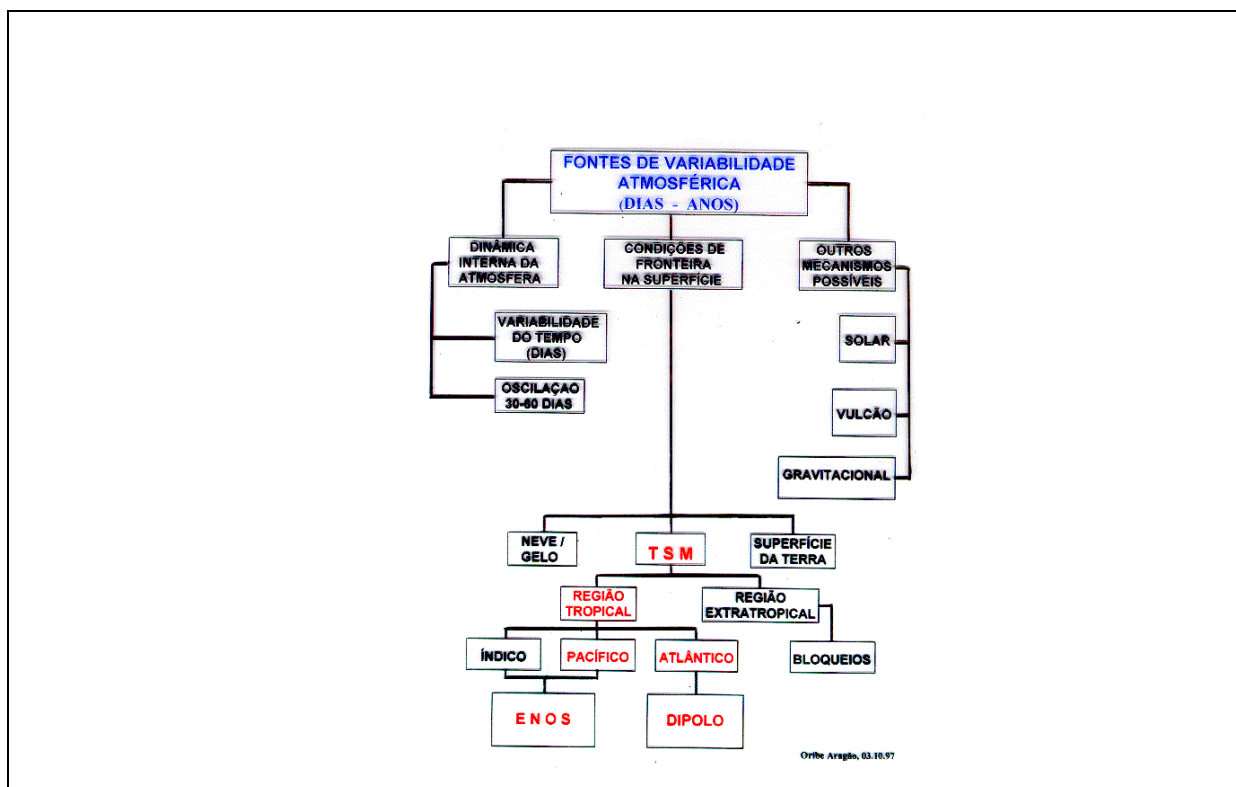 FONTES DE VARIABILIDADE
ATMOSFÉRICA
(DIAS - ANOS)
DINÂMICA
INTERNA DA
ATMOSFERA
CONDIÇÕES DE
FRONTEIRA
NA SUPERFÍCIE
OUTROS
MECANISMOS
POSSÍVEIS
VARIABILIDADE
DO TEMPO
(DIAS)
OSCILAÇAO
30-60 DIAS
SOLAR
VULCÃO
GRAVITACIONAL
NEVE /
GELO
T S M
SUPERFÍCIE
DA TERRA
REGIÃO
TROPICAL
REGIÃO
EXTRATROPICAL
ÍNDICO
PACÍFICO
ATLÂNTICO
BLOQUEIOS
E N O S
DIPOLO
Oribe Aragão, 03.10.97